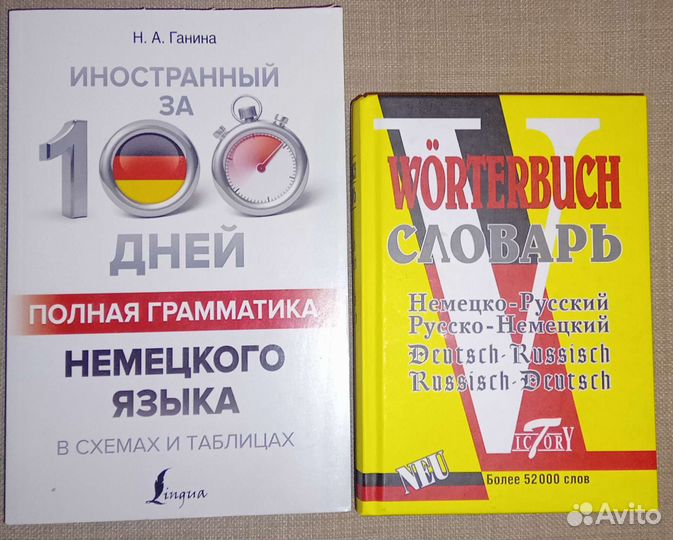 Н. А. Ганина
ИНОСТРАННЫЙ
ЗА
100
ДНЕЙ
ПОЛНАЯ ГРАММАТИКА
НЕМЕЦКОГО
ЯЗЫКА
В СХЕМАХ И ТАБЛИЦАХ
Lingua
WÖRTERBUCH
СЛОВАРЬ
Немецко-Русский
Русско-Немецкий
Deutsch-Russisch
Russisch-Deutsch
VICTORY
NEU
Более 52000 слов
Avito